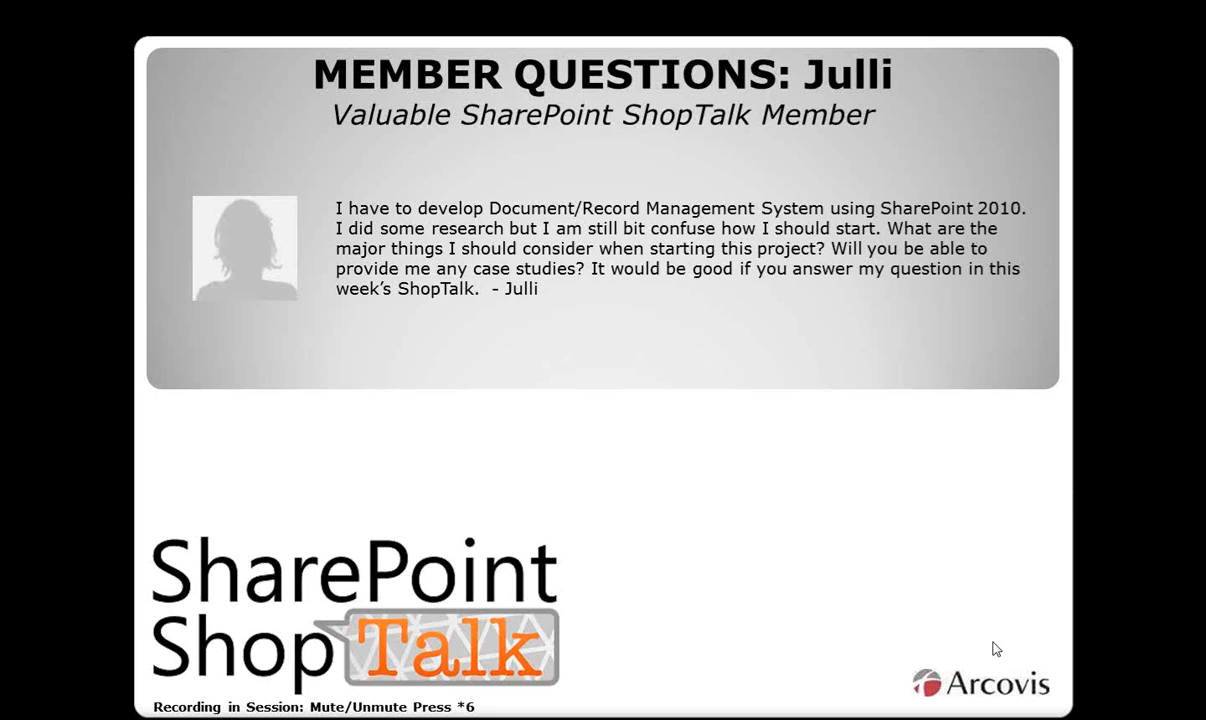 MEMBER QUESTIONS: Julli
Valuable SharePoint ShopTalk Member
I have to develop Document/Record Management System using SharePoint 2010.
I did some research but I am still bit confuse how I should start. What are the
major things I should consider when starting this project? Will you be able to
provide me any case studies? It would be good if you answer my question in this
week’s ShopTalk.  - Julli
SharePoint
Shop Talk
Arcovis
Recording in Session: Mute/Unmute Press *6